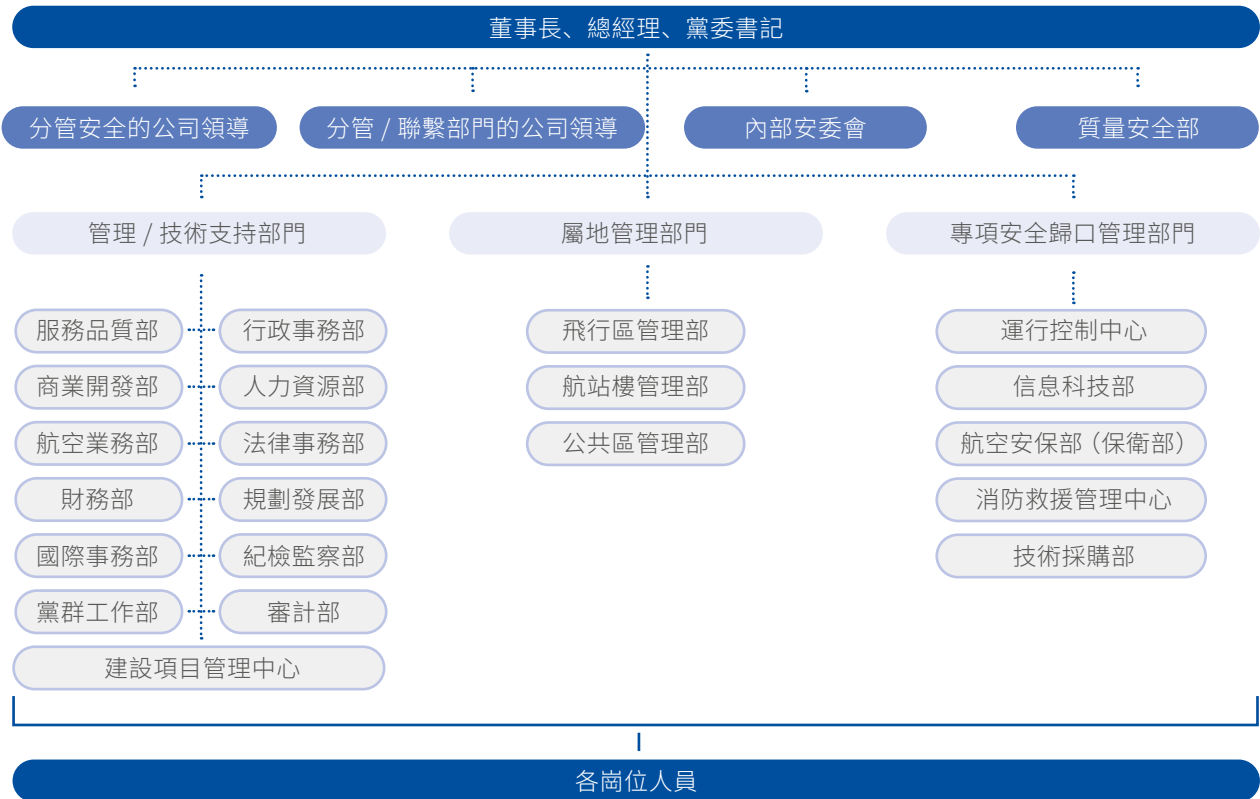 董事長、總經理、黨委書記
分管安全的公司領導
分管 / 聯繫部門的公司領導
內部安委會
質量安全部
管理 / 技術支持部門
屬地管理部門
專項安全歸口管理部門
服務品質部
行政事務部
商業開發部
人力資源部
航空業務部
法律事務部
財務部
規劃發展部
國際事務部
紀檢監察部
黨群工作部
審計部
建設項目管理中心
飛行區管理部
航站樓管理部
公共區管理部
運行控制中心
信息科技部
航空安保部（保衛部）
消防救援管理中心
技術採購部
各崗位人員